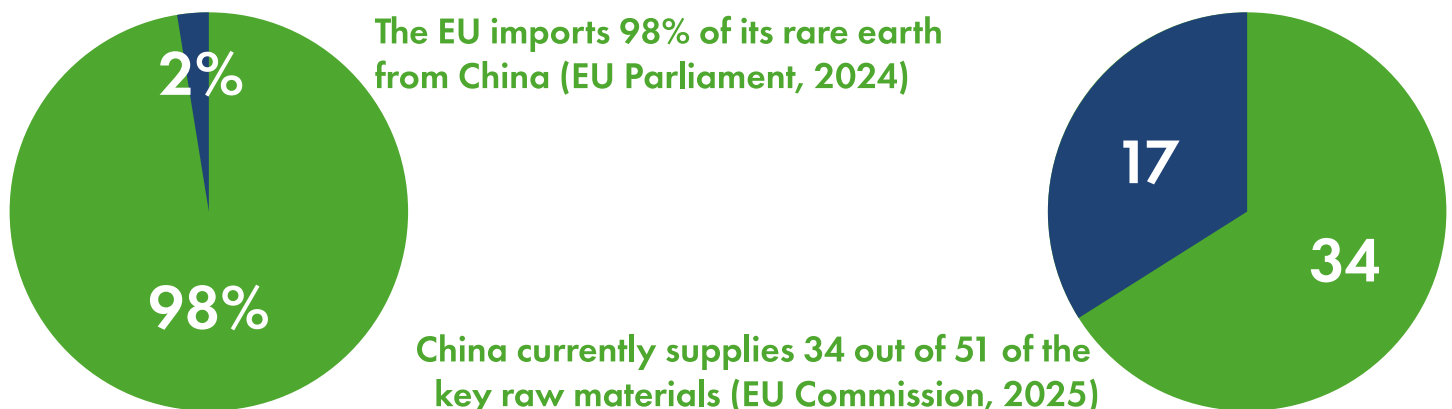 2%
98%
The EU imports 98% of its rare earth
from China (EU Parliament, 2024)
17
34
China currently supplies 34 out of 51 of the
key raw materials (EU Commission, 2025)